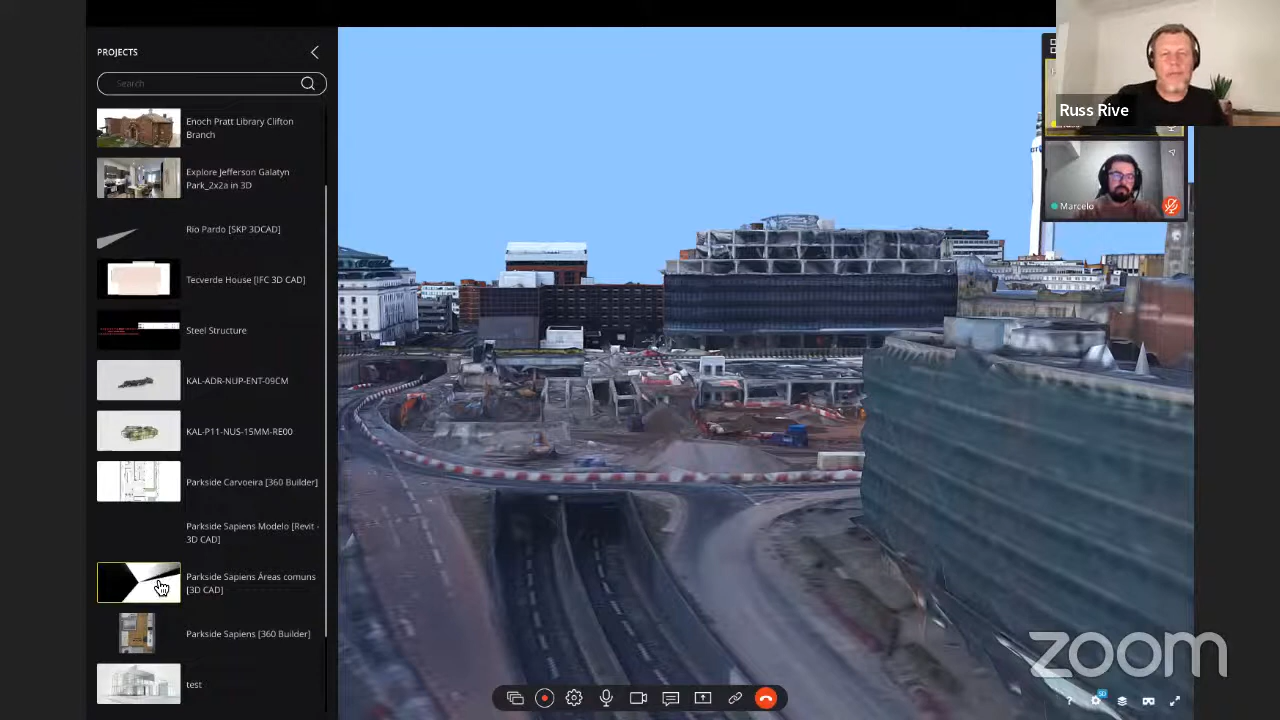 PROJECTS
Search
Enoch Pratt Library Clifton
Branch
Explore Jefferson Galatyn
Park_2x2a in 3D
Rio Pardo [SKP 3DCAD]
Tecverde House [IFC 3D CAD]
Steel Structure
KAL-ADR-NUP-ENT-09CM
KAL-P11-NUS-15MM-RE00
Parkside Carvoeira [360 Builder]
Parkside Sapiens Modelo [Revit -
3D CAD]
Parkside Sapiens Áreas comuns
[3D CAD]
Parkside Sapiens [360 Builder]
test
Russ Rive
Marcelo
zoom
?
SD